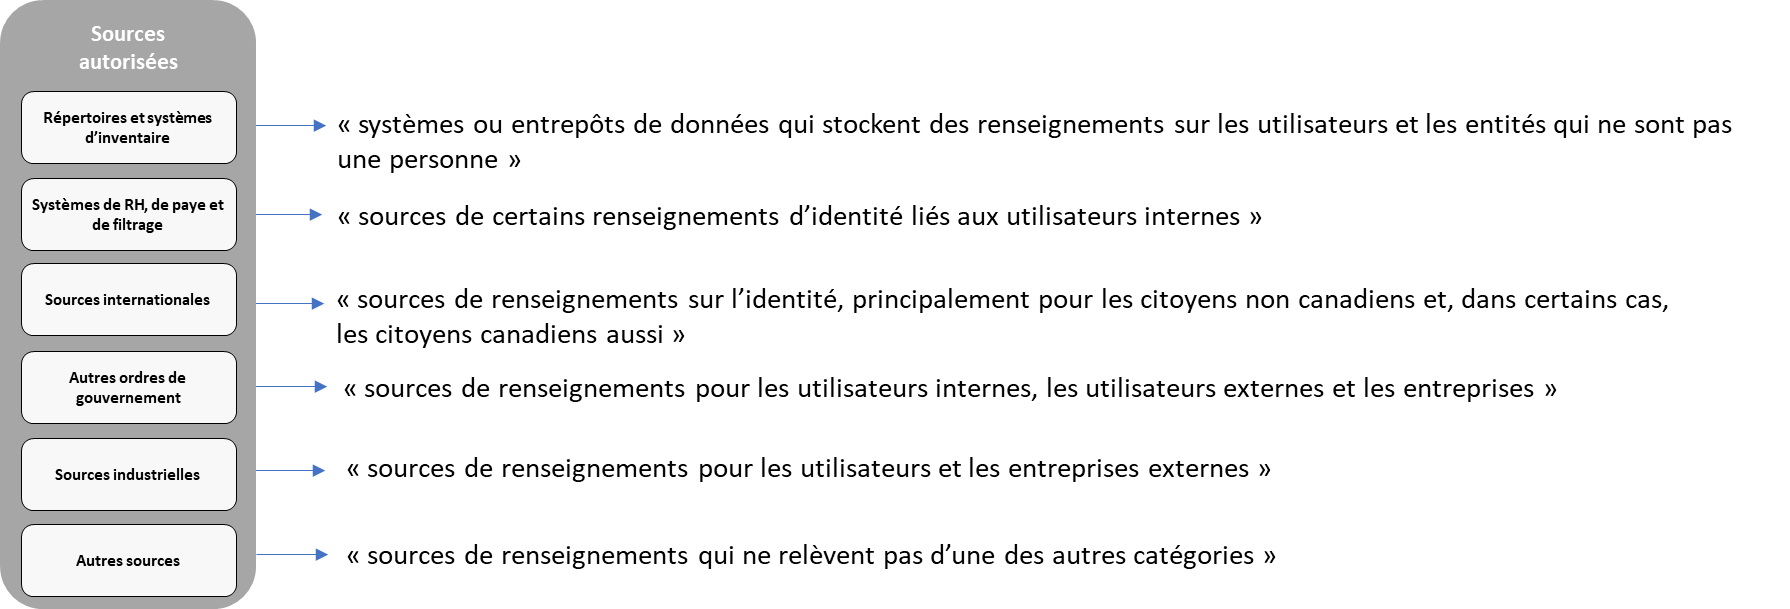 Sources
autorisées
Répertoires et systèmes
d’inventaire
« systèmes ou entrepôts de données qui stockent des renseignements sur les utilisateurs et les entités qui ne sont pas
une personne »
Systèmes de RH, de paye et
de filtrage
« sources de certains renseignements d’identité liés aux utilisateurs internes »
Sources internationales
« sources de renseignements sur l’identité, principalement pour les citoyens non canadiens et, dans certains cas,
les citoyens canadiens aussi »
Autres ordres de
gouvernement
« sources de renseignements pour les utilisateurs internes, les utilisateurs externes et les entreprises »
Sources industrielles
« sources de renseignements pour les utilisateurs et les entreprises externes »
Autres sources
« sources de renseignements qui ne relèvent pas d’une des autres catégories »